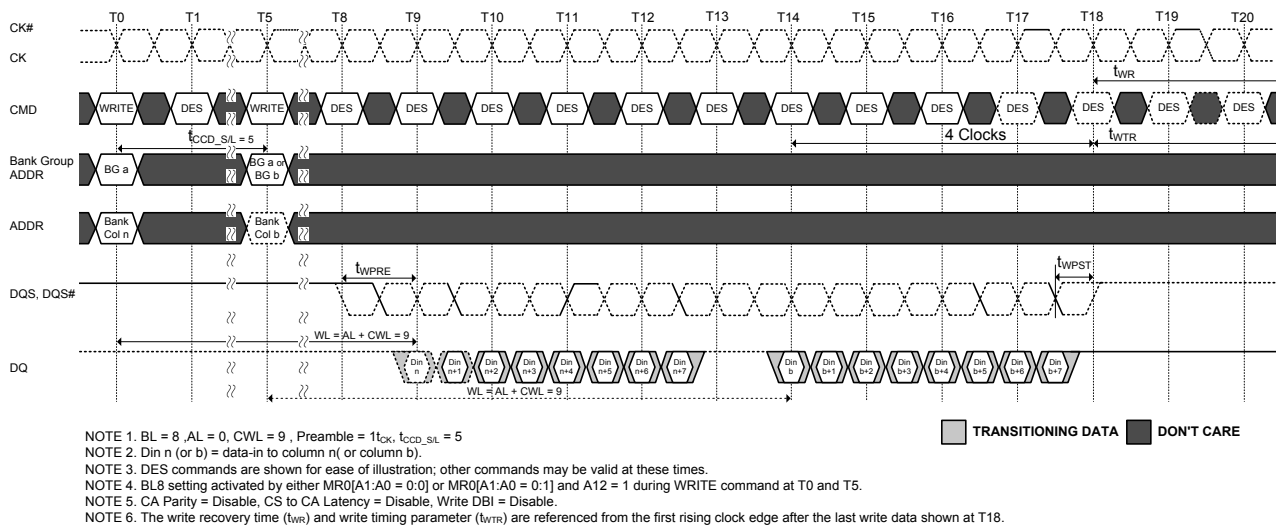 T0 T1 T5 T8 T9 T10 T11 T12 T13 T14 T15 T16 T17 T18 T19 T20
CK#
CK
tWR
CMD WRITE DES WRITE DES DES DES DES DES DES DES DES DES DES DES DES DES
tCCD_S/L = 5
4 Clocks
tWTR
Bank Group
ADDR
BG a
BG a or
BG b
ADDR
Bank
Col n
Bank
Col b
tWPRE
tWPST
DQS, DQS#
WL = AL + CWL = 9
DQ
Din
n
Din
n+1
Din
n+2
Din
n+3
Din
n+4
Din
n+5
Din
n+6
Din
n+7
Din
b
Din
b+1
Din
b+2
Din
b+3
Din
b+4
Din
b+5
Din
b+6
Din
b+7
WL = AL + CWL = 9
TRANSITIONING DATA DON'T CARE
NOTE 1. BL = 8 ,AL = 0, CWL = 9 , Preamble = 1tCK, tCCD_S/L = 5
NOTE 2. Din n (or b) = data-in to column n( or column b).
NOTE 3. DES commands are shown for ease of illustration; other commands may be valid at these times.
NOTE 4. BL8 setting activated by either MR0[A1:A0 = 0:0] or MR0[A1:A0 = 0:1] and A12 = 1 during WRITE command at T0 and T5.
NOTE 5. CA Parity = Disable, CS to CA Latency = Disable, Write DBI = Disable.
NOTE 6. The write recovery time (tWR) and write timing parameter (tWTR) are referenced from the first rising clock edge after the last write data shown at T18.